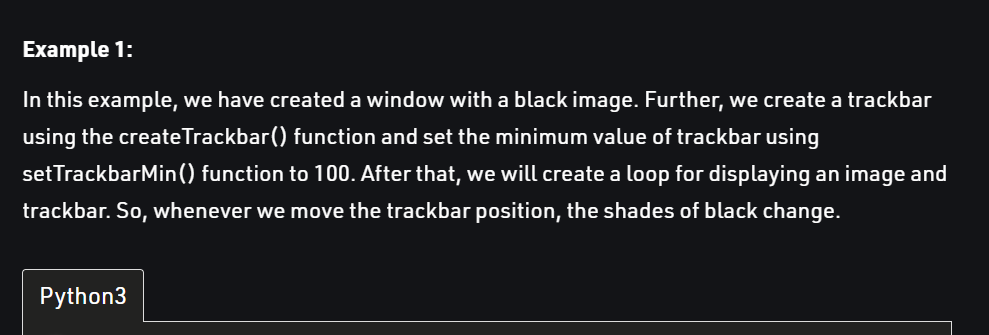 Example 1:
In this example, we have created a window with a black image. Further, we create a trackbar
using the createTrackbar() function and set the minimum value of trackbar using
setTrackbarMin() function to 100. After that, we will create a loop for displaying an image and
trackbar. So, whenever we move the trackbar position, the shades of black change.
Python3